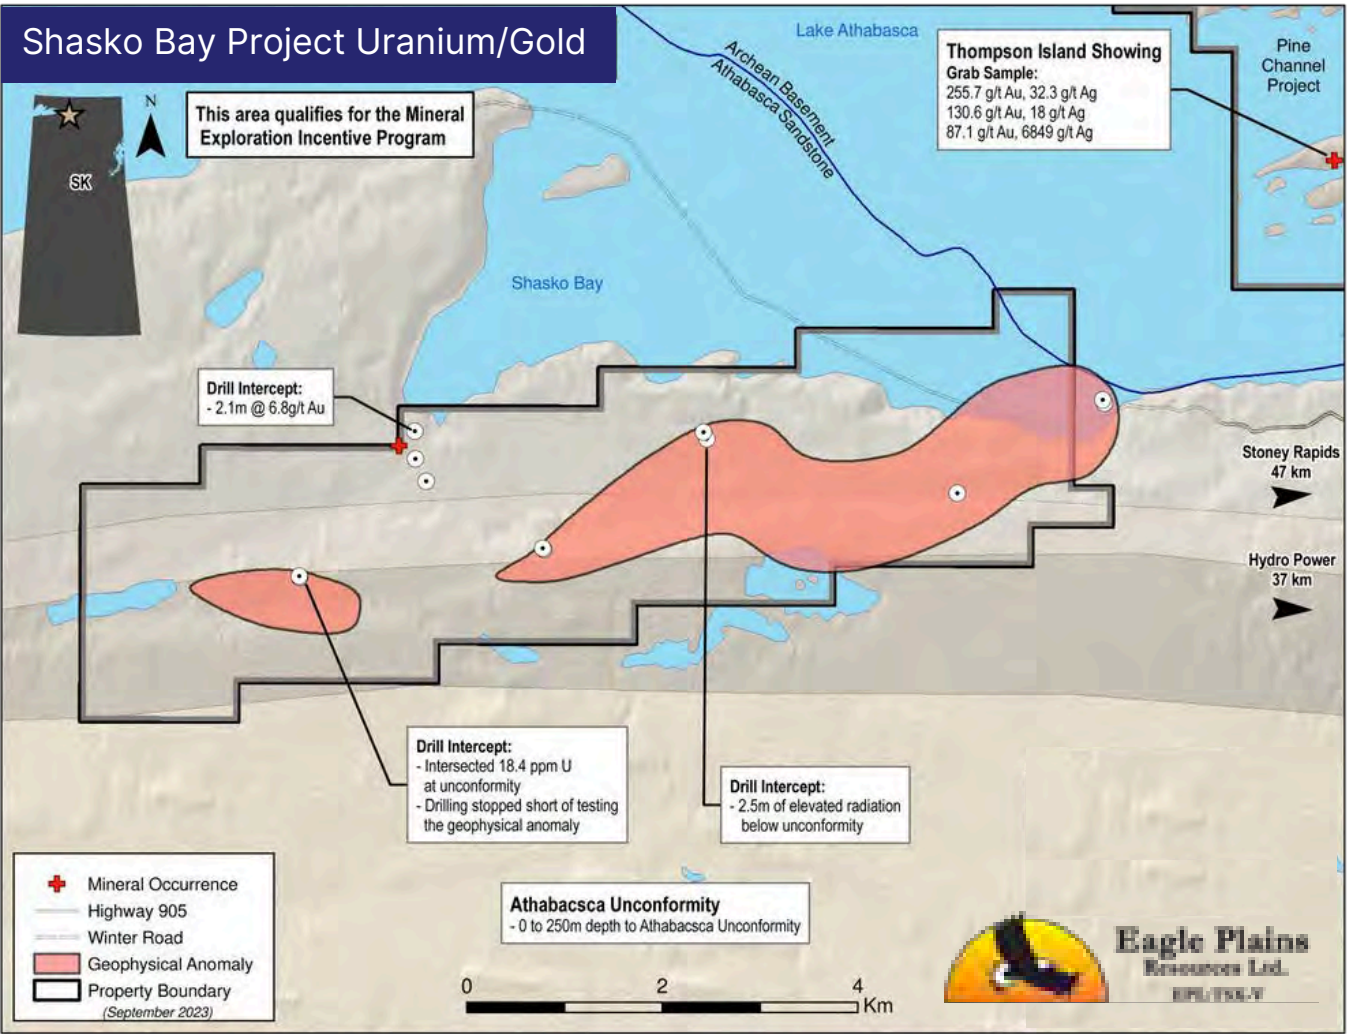 Shasko Bay Project Uranium/Gold
Lake Athabasca
Archean Basement
Athabasca Sandstone
Thompson Island Showing
Grab Sample:
255.7 g/t Au, 32.3 g/t Ag
130.6 g/t Au, 18 g/t Ag
87.1 g/t Au, 6849 g/t Ag
Pine
Channel
Project
N
This area qualifies for the Mineral
Exploration Incentive Program
SK
Shasko Bay
Drill Intercept:
- 2.1m @ 6.8g/t Au
Stoney Rapids
47 km
Hydro Power
37 km
Drill Intercept:
- Intersected 18.4 ppm U
at unconformity
- Drilling stopped short of testing
the geophysical anomaly
Drill Intercept:
- 2.5m of elevated radiation
below unconformity
Mineral Occurrence
Highway 905
Winter Road
Geophysical Anomaly
Property Boundary
(September 2023)
Athabacsca Unconformity
- 0 to 250m depth to Athabacsca Unconformity
0 2 4
Km
Eagle Plains
Resources Ltd.
EPL:TSX-V